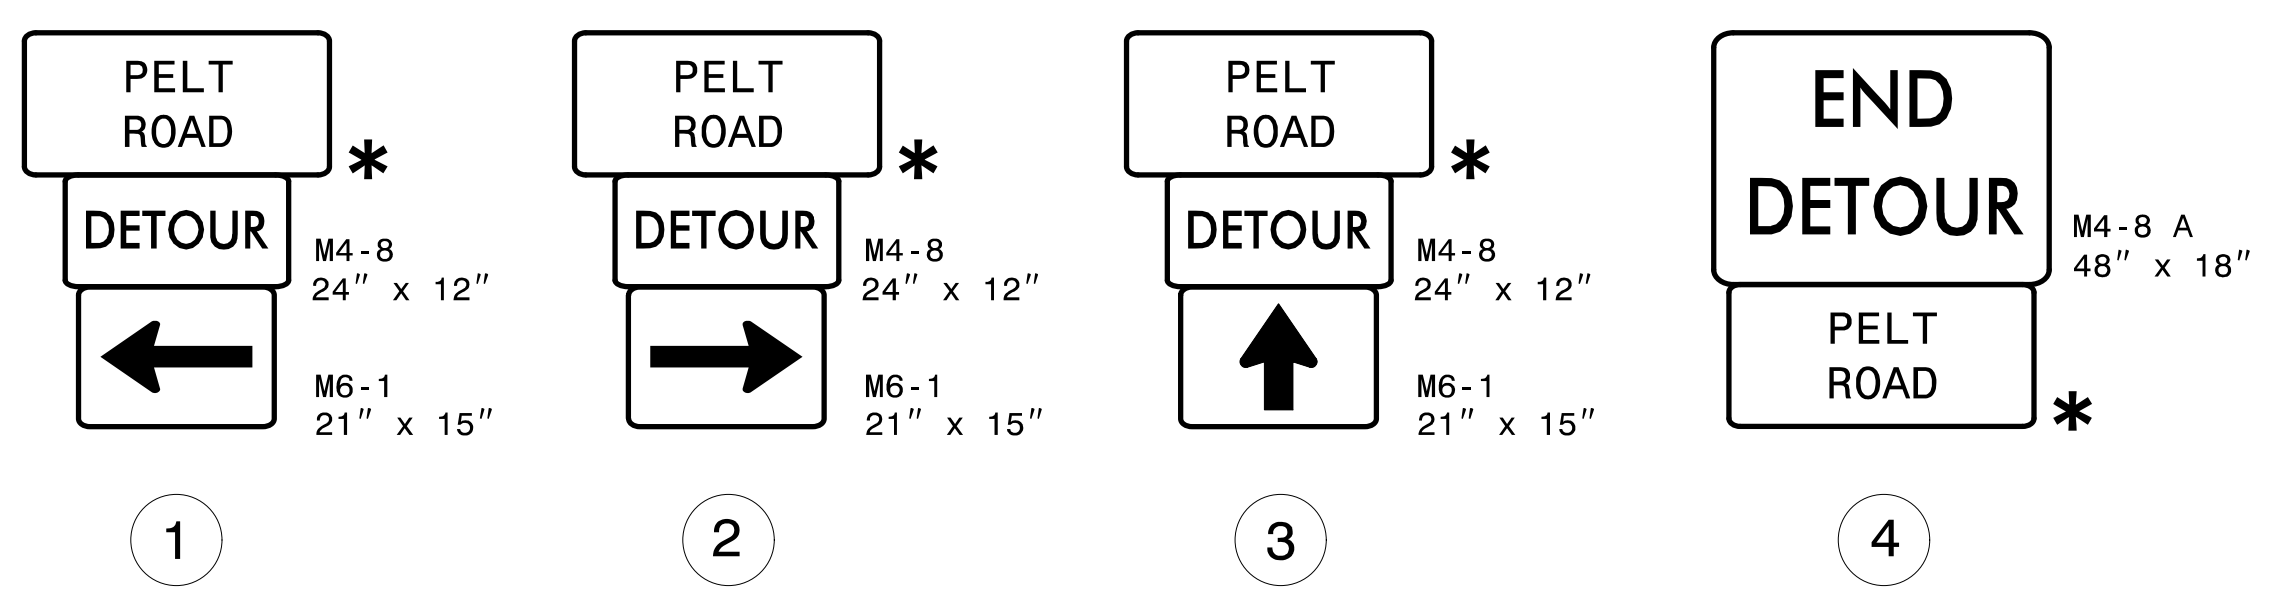 PELT
ROAD
*
DETOUR
M4-8
24" x 12"
M6-1
21" x 15"
1
PELT
ROAD
*
DETOUR
M4-8
24" x 12"
M6-1
21" x 15"
2
PELT
ROAD
*
DETOUR
M4-8
24" x 12"
M6-1
21" x 15"
3
END
DETOUR
M4-8 A
48" x 18"
PELT
ROAD
*
4